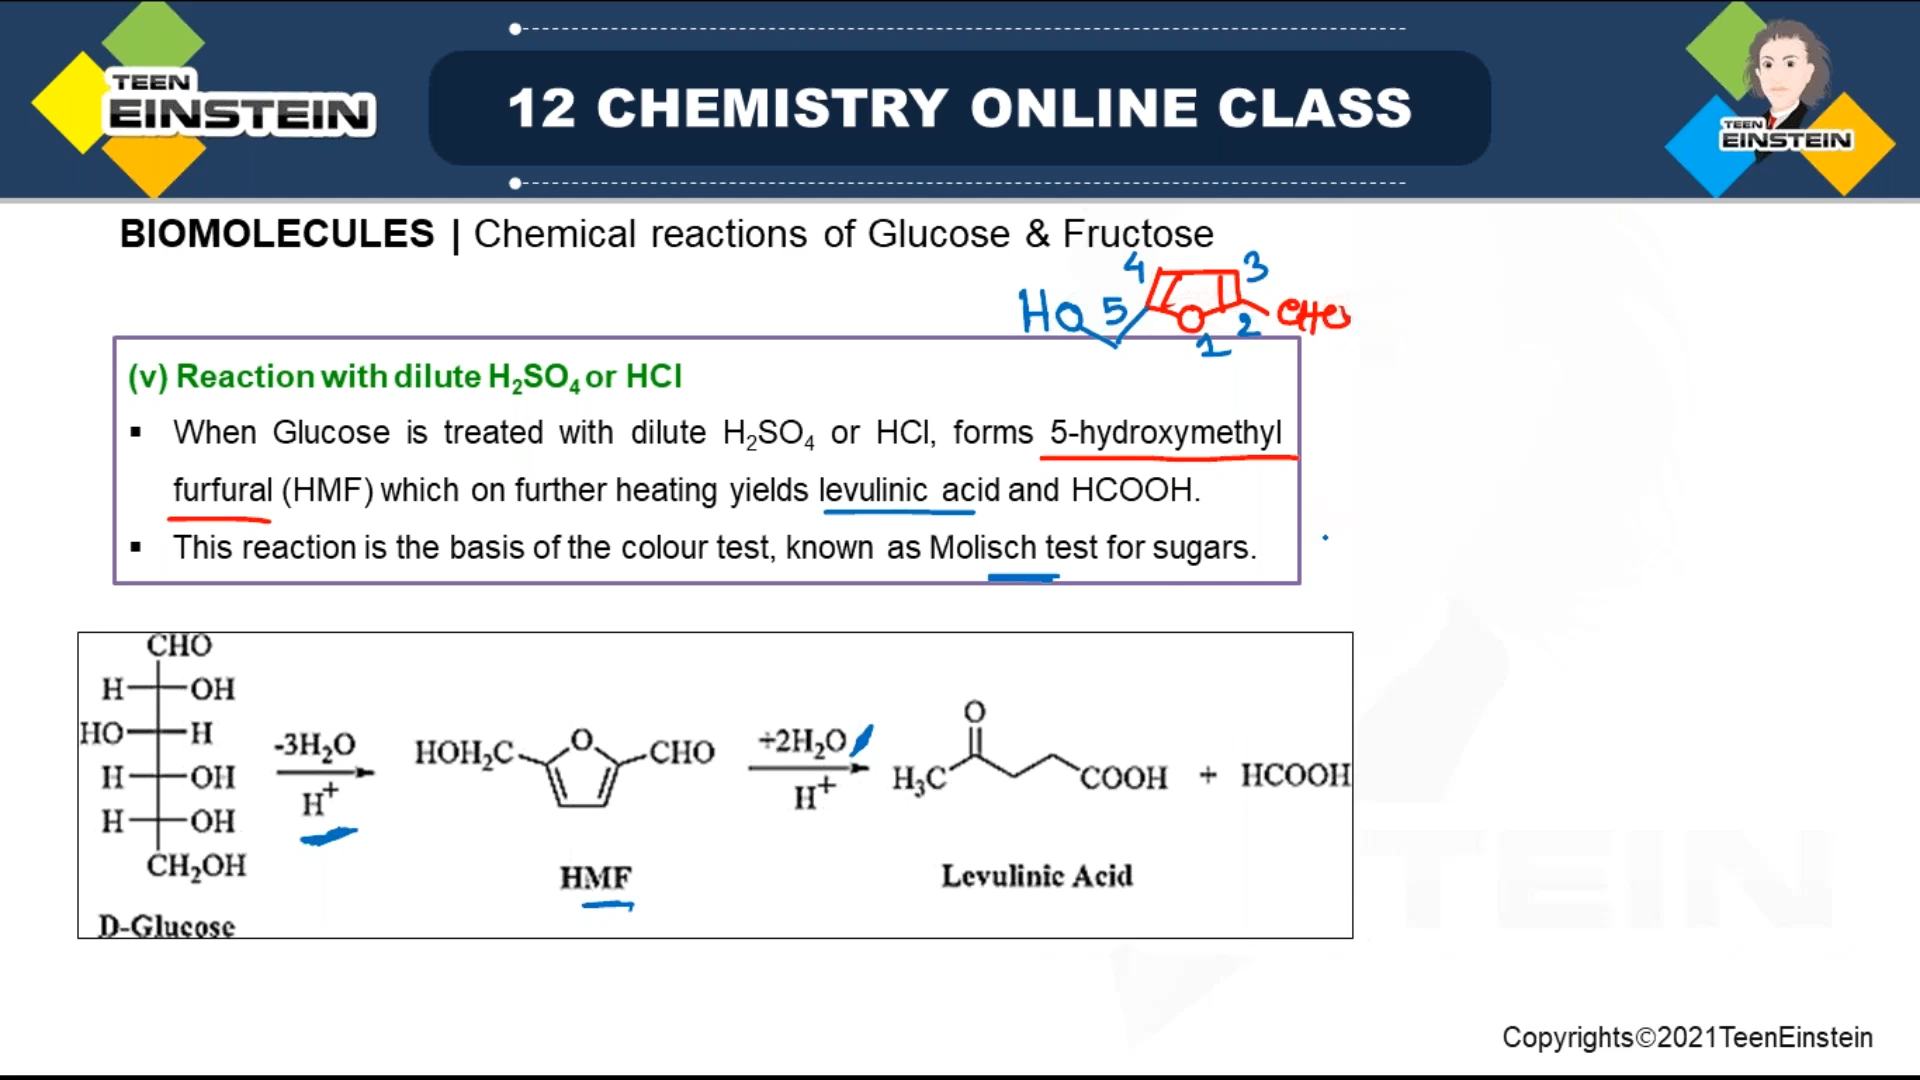 TEEN
EINSTEIN
12 CHEMISTRY ONLINE CLASS
TEEN
EINSTEIN
BIOMOLECULES | Chemical reactions of Glucose & Fructose
4 3
HO 5 O 2 CHO
1
(v) Reaction with dilute H₂SO₄ or HCl
▪ When Glucose is treated with dilute H₂SO₄ or HCl, forms 5-hydroxymethyl
furfural (HMF) which on further heating yields levulinic acid and HCOOH.
▪ This reaction is the basis of the colour test, known as Molisch test for sugars.
CHO
H OH
HO H
H OH
H OH
CH₂OH
D-Glucose
-3H₂O
H⁺
HOH₂C O CHO
HMF
+2H₂O
H⁺
O
H₃C COOH + HCOOH
Levulinic Acid
TEIN
Copyrights©2021TeenEinstein